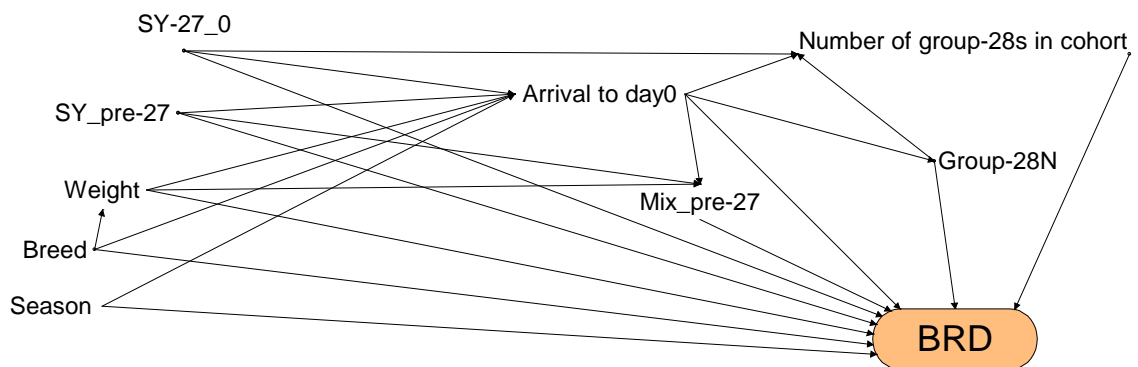 SY-27_0
Number of group-28s in cohort
SY_pre-27
Arrival to day0
Group-28N
Weight
Mix_pre-27
Breed
Season
BRD